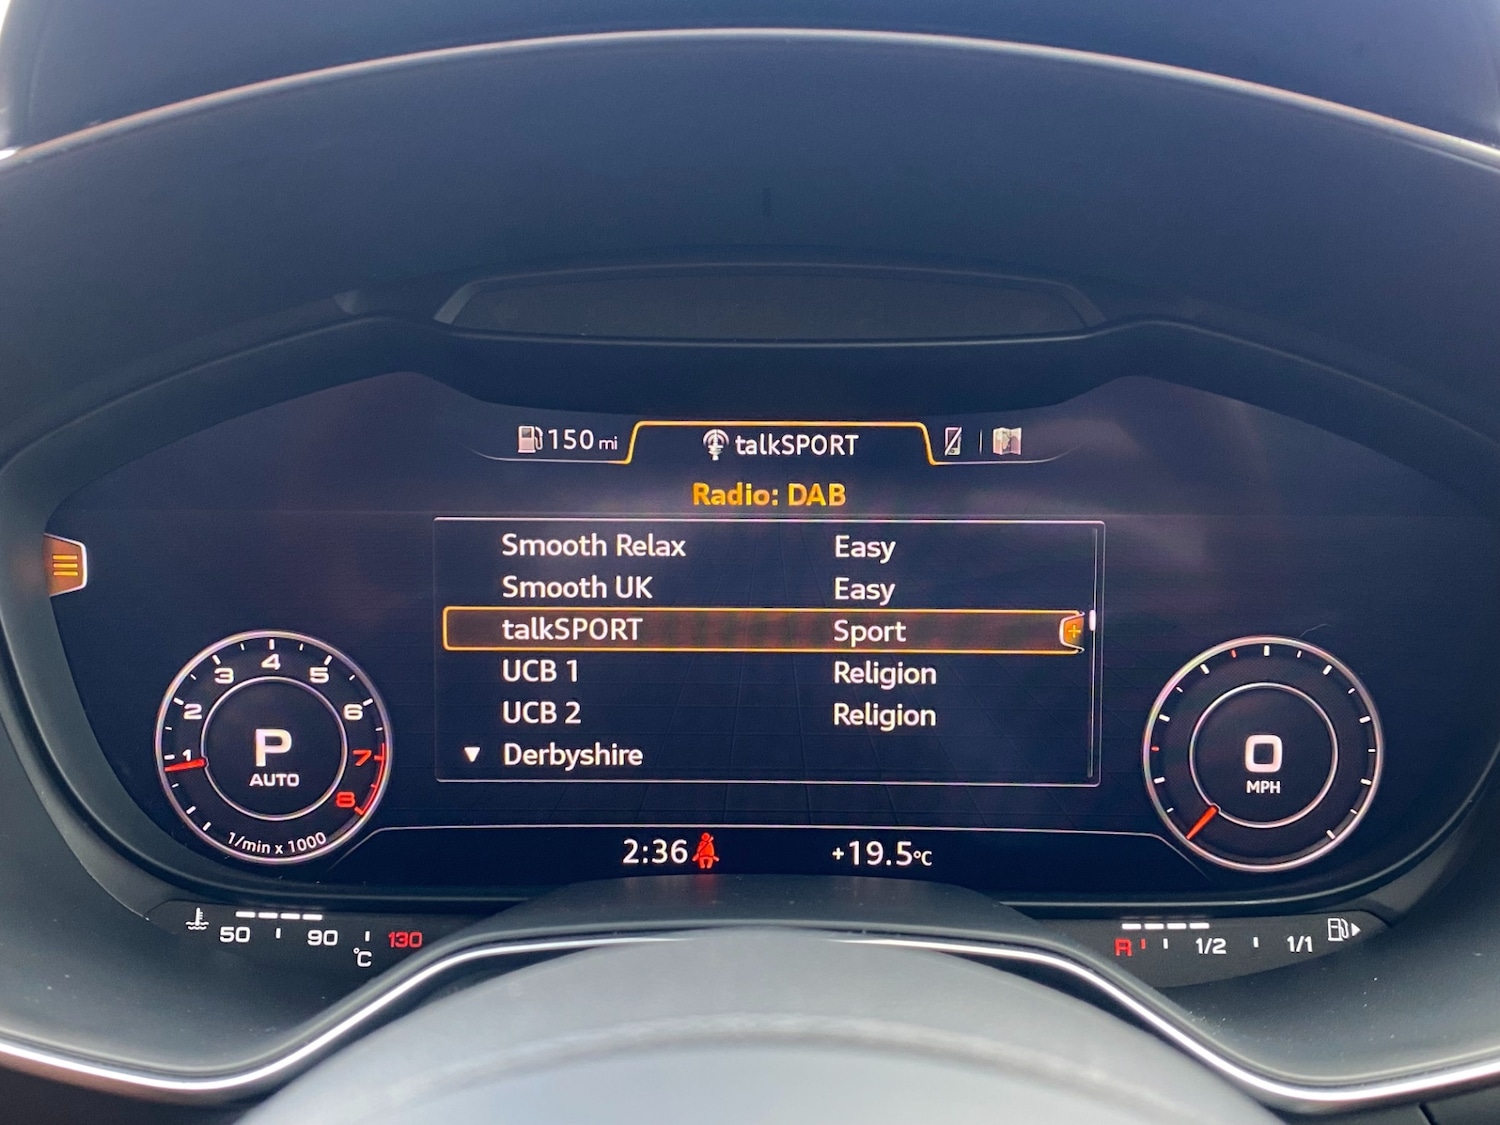 150 mi
talkSPORT
Radio: DAB
Smooth Relax Easy
Smooth UK Easy
talkSPORT Sport +
UCB 1 Religion
UCB 2 Religion
Derbyshire
1 2 3 4 5 6 7 8
P
AUTO
1/min x 1000
0
MPH
2:36
+19.5°C
50 90 130
°C
R 1/2 1/1